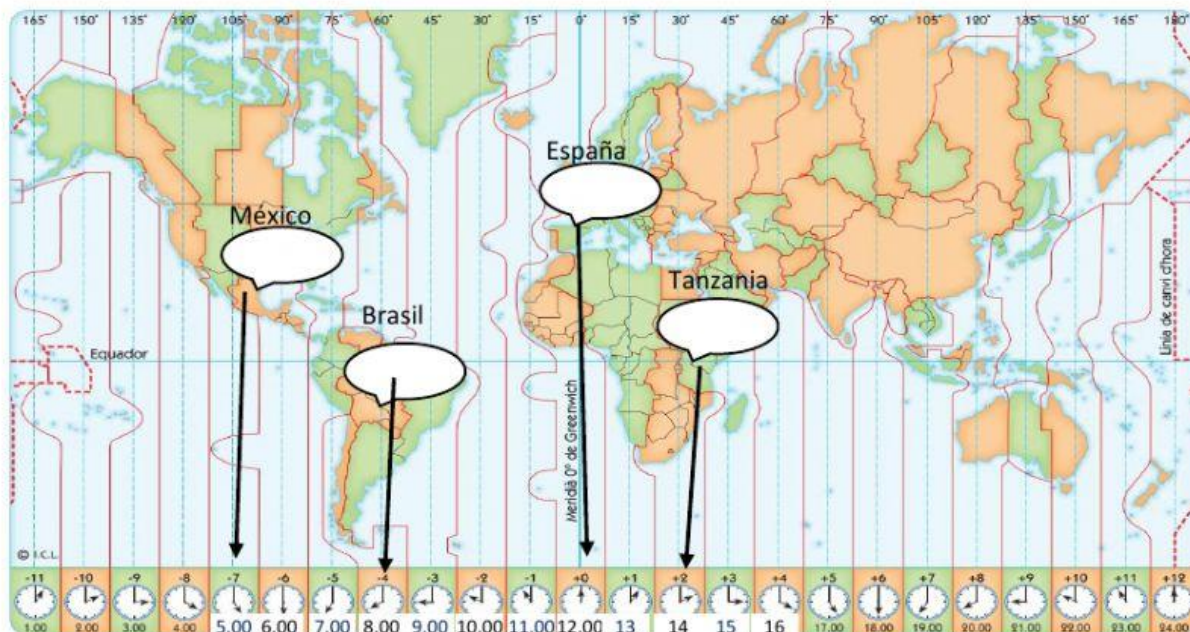 165° 150° 135° 120° 105° 90° 75° 60° 45° 30° 15° 0° 15° 30° 45° 60° 75° 90° 105° 120° 135° 150° 165° 180°
España
México
Tanzania
Brasil
Equador
Meridià 0° de Greenwich
Línia de canvi d'hora
© I.C.L.
-11 -10 -9 -8 -7 -6 -5 -4 -3 -2 -1 +0 +1 +2 +3 +4 +5 +6 +7 +8 +9 +10 +11 +12
1.00 2.00 3.00 4.00 5.00 6.00 7.00 8.00 9.00 10.00 11.00 12.00 13 14 15 16 17.00 18.00 19.00 20.00 21.00 22.00 23.00 24.00